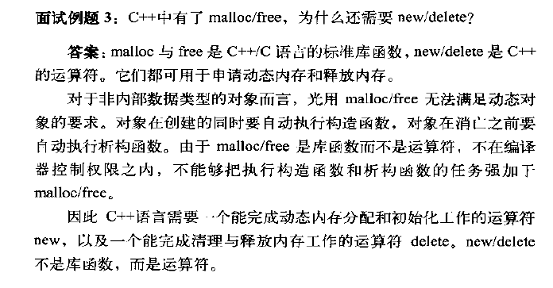 面试例题 3：C++中有了 malloc/free，为什么还需要 new/delete？
答案：malloc 与 free 是 C++/C 语言的标准库函数，new/delete 是 C++
的运算符。它们都可用于申请动态内存和释放内存。
对于非内部数据类型的对象而言，光用 malloc/free 无法满足动态对
象的要求。对象在创建的同时要自动执行构造函数，对象在消亡之前要
自动执行析构函数。由于 malloc/free 是库函数而不是运算符，不在编译
器控制权限之内，不能够把执行构造函数和析构函数的任务强加于
malloc/free。
因此 C++语言需要一个能完成动态内存分配和初始化工作的运算符
new，以及一个能完成清理与释放内存工作的运算符 delete。new/delete
不是库函数，而是运算符。